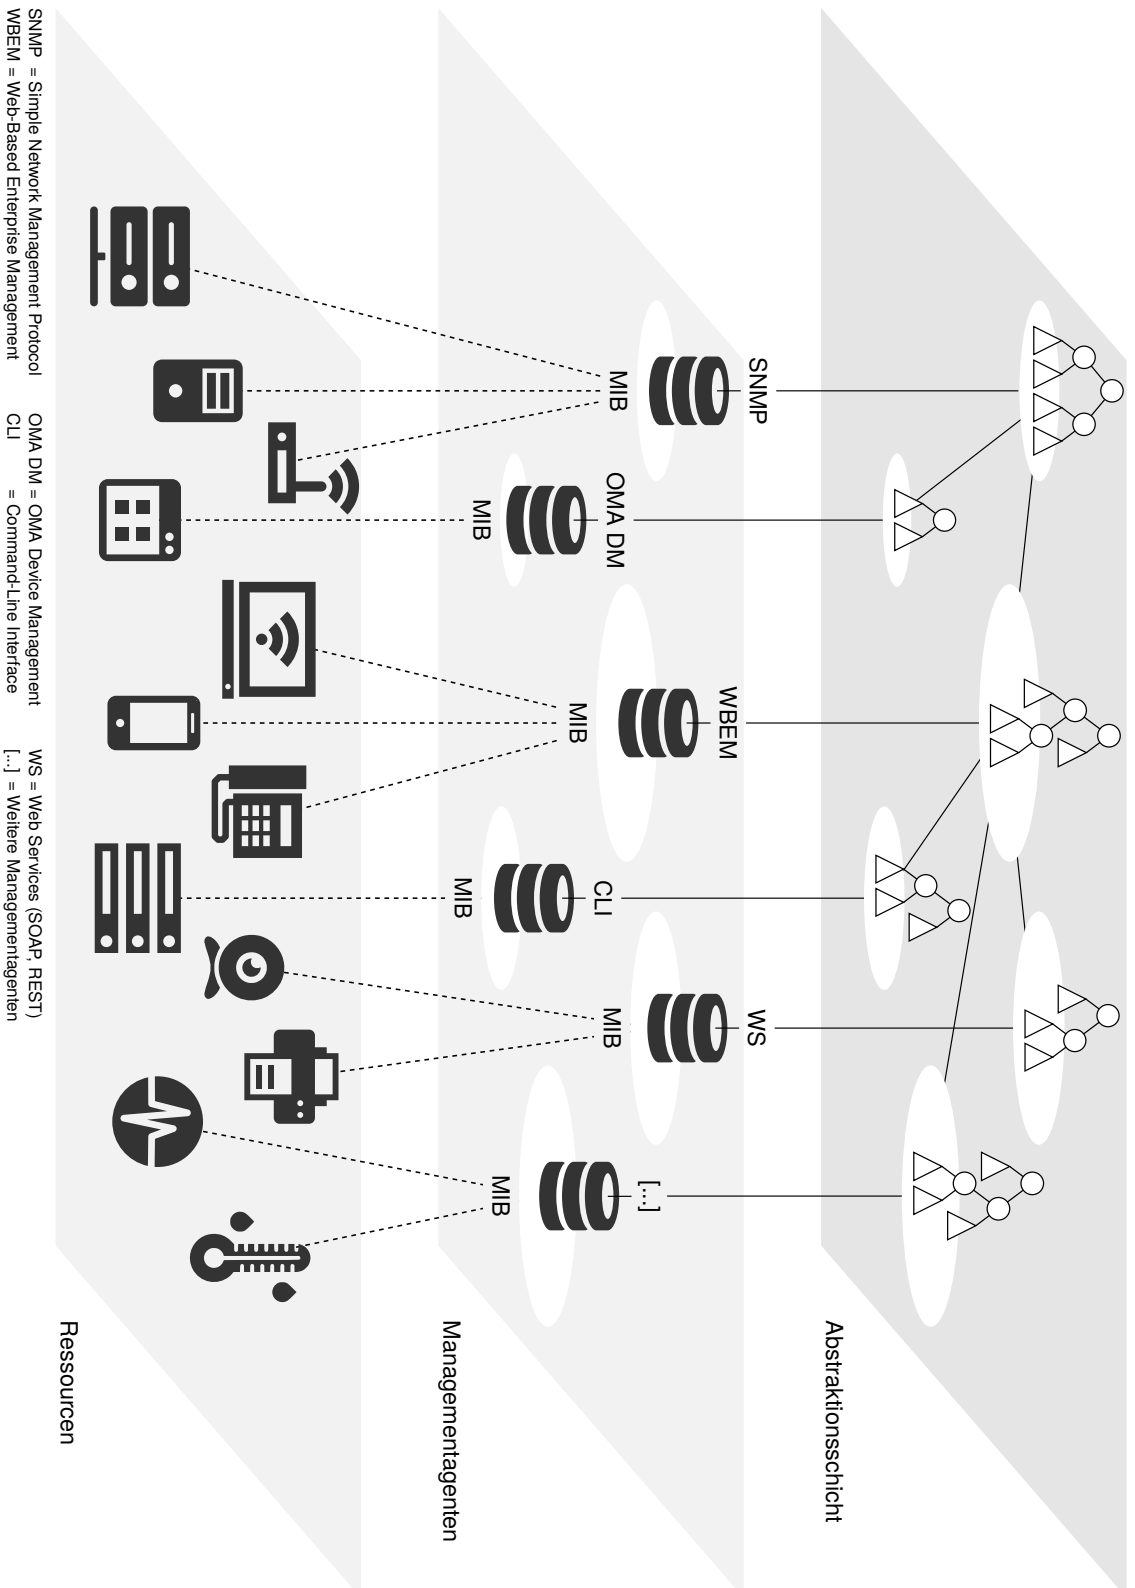 Abstraktionsschicht
SNMP
WS
WBEM
[...]
OMA DM
CLI
MIB
MIB
MIB
MIB
MIB
MIB
Managementagenten
Ressourcen
SNMP = Simple Network Management Protocol
WBEM = Web-Based Enterprise Management
OMA DM = OMA Device Management
CLI = Command-Line Interface
WS = Web Services (SOAP, REST)
[...] = Weitere Managementagenten